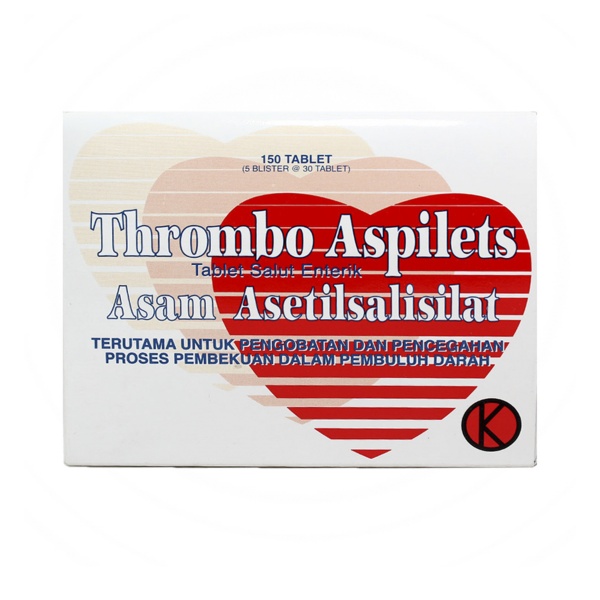 150 TABLET
(5 BLISTER @ 30 TABLET)
Thrombo Aspilets
Tablet Salut Enterik
Asam Asetilsalisilat
TERUTAMA UNTUK PENGOBATAN DAN PENCEGAHAN
PROSES PEMBEKUAN DALAM PEMBULUH DARAH.
K